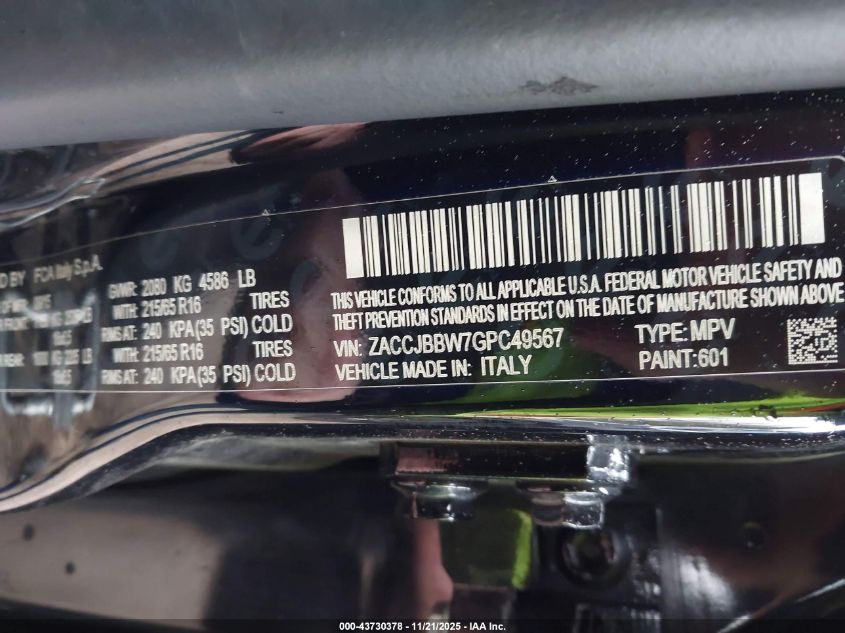 D BY FCA Italy S.p.A.
GVWR: 2080 KG 4586 LB
WITH: 215/65 R16 TIRES
RIMS AT: 240 KPA(35 PSI) COLD
WITH: 215/65 R16 TIRES
RIMS AT: 240 KPA(35 PSI) COLD
THIS VEHICLE CONFORMS TO ALL APPLICABLE U.S.A. FEDERAL MOTOR VEHICLE SAFETY AND
THEFT PREVENTION STANDARDS IN EFFECT ON THE DATE OF MANUFACTURE SHOWN ABOVE
VIN: ZACCJBBW7GPC49567 TYPE: MPV
VEHICLE MADE IN: ITALY PAINT:601
000-43730378 - 11/21/2025 - IAA Inc.